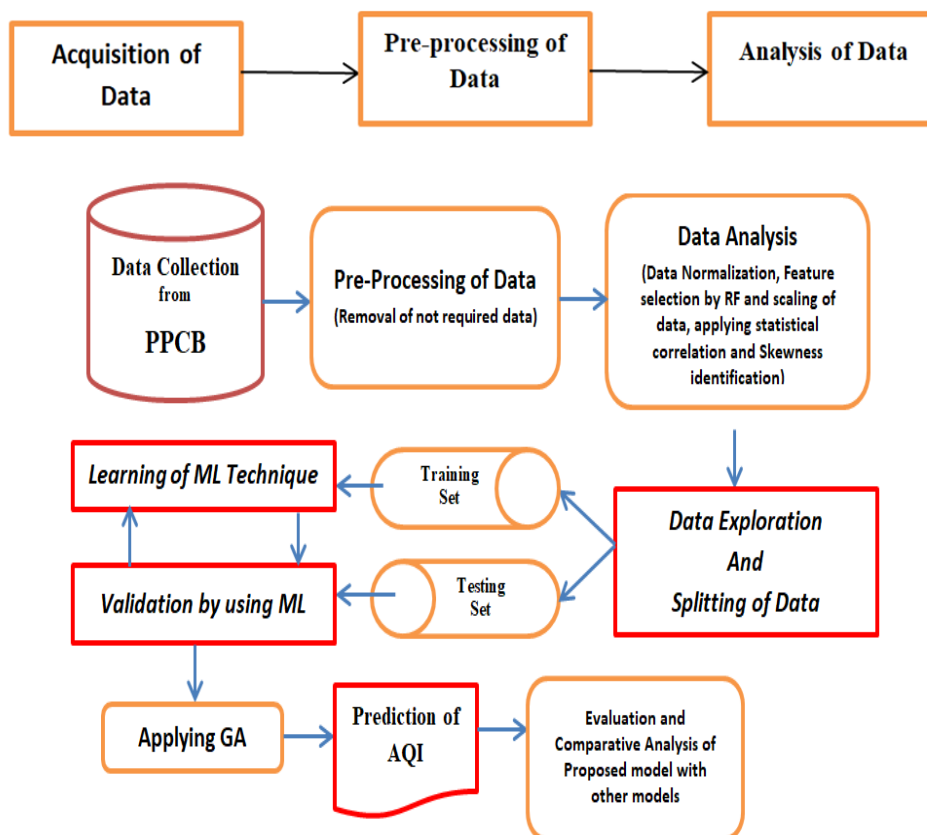 Acquisition of
Data
Pre-processing of
Data
Analysis of Data
Data Collection
from
PPCB
Pre-Processing of Data
(Removal of not required data)
Data Analysis
(Data Normalization, Feature
selection by RF and scaling of
data, applying statistical
correlation and Skewness
identification)
Learning of ML Technique
Training
Set
Data Exploration
And
Splitting of Data
Validation by using ML
Testing
Set
Applying GA
Prediction of
AQI
Evaluation and
Comparative Analysis of
Proposed model with
other models